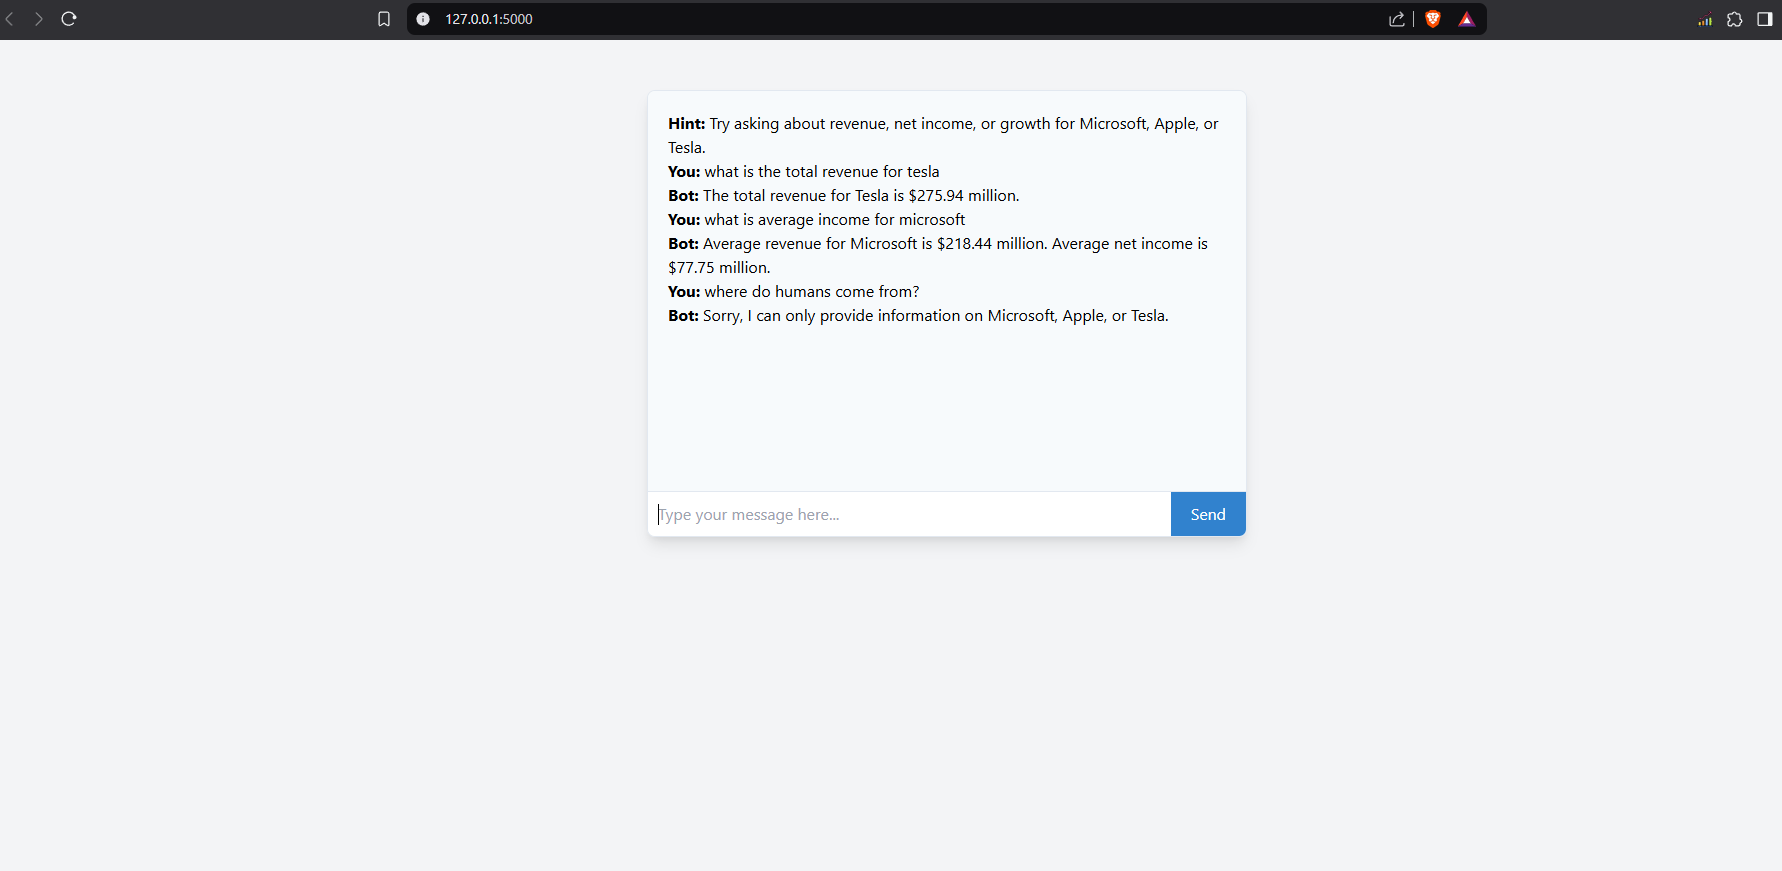 127.0.0.1:5000
Hint: Try asking about revenue, net income, or growth for Microsoft, Apple, or
Tesla.
You: what is the total revenue for tesla
Bot: The total revenue for Tesla is $275.94 million.
You: what is average income for microsoft
Bot: Average revenue for Microsoft is $218.44 million. Average net income is
$77.75 million.
You: where do humans come from?
Bot: Sorry, I can only provide information on Microsoft, Apple, or Tesla.
Type your message here...
Send